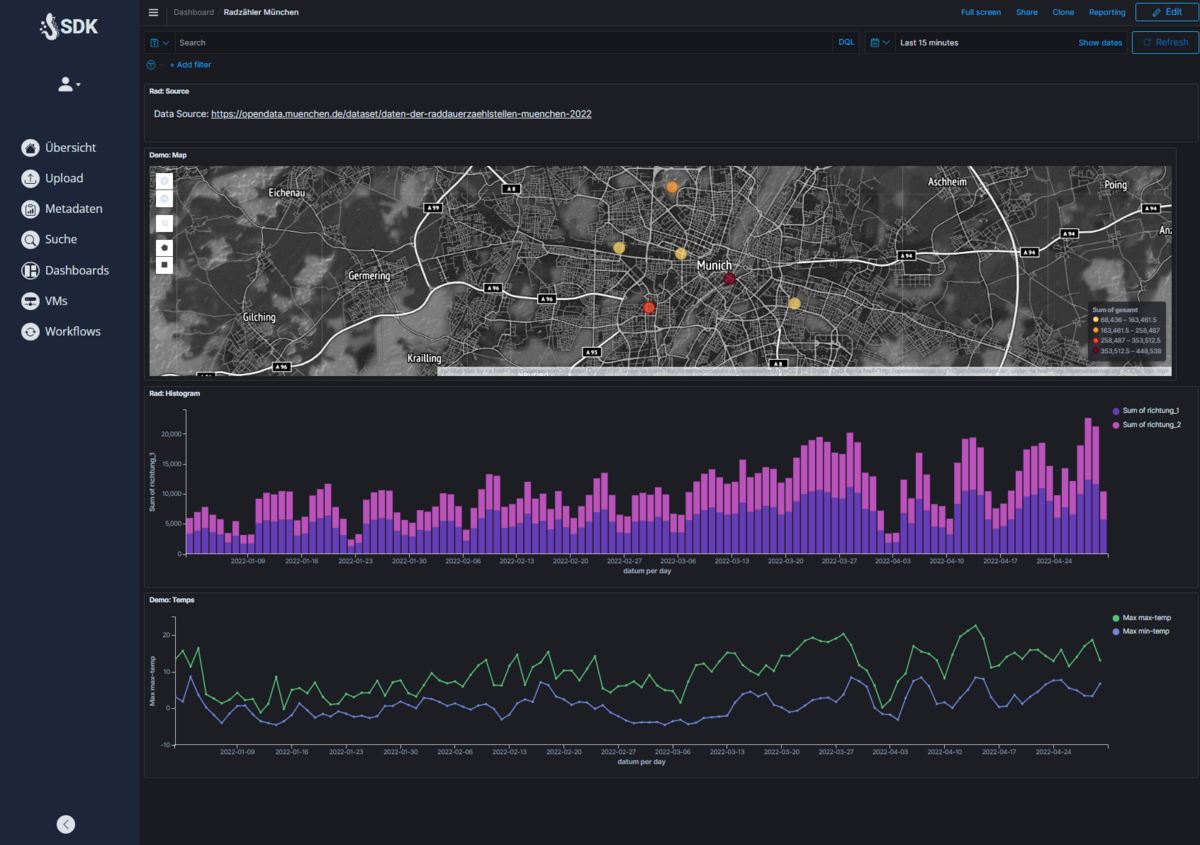 SDK
Übersicht
Upload
Metadaten
Suche
Dashboards
VMs
Workflows
Dashboard / Radzähler München
Full screen Share Clone Reporting Edit
Search DQL Last 15 minutes Show dates Refresh
+ Add filter
Rad: Source
Data Source: https://opendata.muenchen.de/dataset/daten-der-raddauerzaehlstellen-muenchen-2022
Demo: Map
Eichenau
A 8
Aschheim
Poing
A 99
A 94
A 94
Munich
A 94
A 94
Germering
A 96
A 96
Gilching
Krailling
A 95
A 96
A 8
Sum of gesamt
68,436 – 163,461.5
163,461.5 – 258,487
258,487 – 353,512.5
353,512.5 – 448,538
Rad: Histogram
Sum of richtung_1
20,000
15,000
10,000
5,000
0
2022-01-09 2022-01-16 2022-01-23 2022-01-30 2022-02-06 2022-02-13 2022-02-20 2022-02-27 2022-03-06 2022-03-13 2022-03-20 2022-03-27 2022-04-03 2022-04-10 2022-04-17 2022-04-24
datum per day
Sum of richtung_1
Sum of richtung_2
Demo: Temps
Max max-temp
20
10
0
-10
2022-01-09 2022-01-16 2022-01-23 2022-01-30 2022-02-06 2022-02-13 2022-02-20 2022-02-27 2022-03-06 2022-03-13 2022-03-20 2022-03-27 2022-04-03 2022-04-10 2022-04-17 2022-04-24
datum per day
Max max-temp
Max min-temp